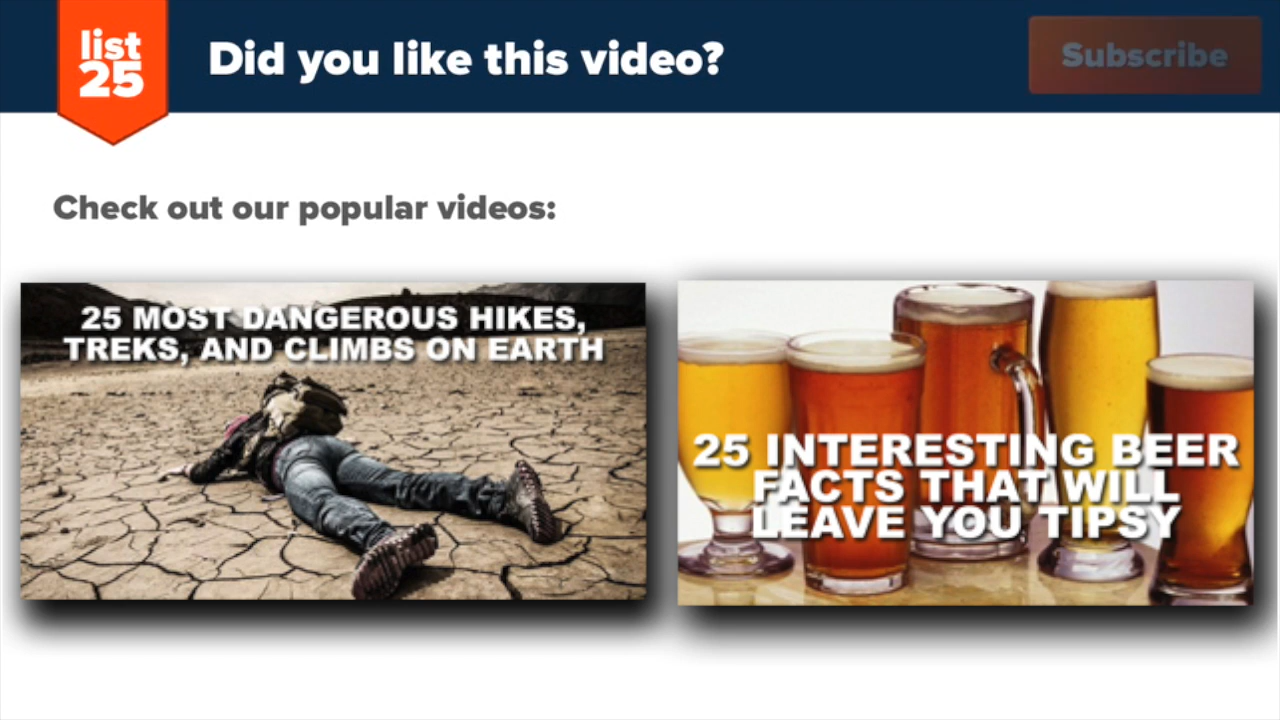 list
25
Did you like this video?
Subscribe
Check out our popular videos:
25 MOST DANGEROUS HIKES,
TREKS, AND CLIMBS ON EARTH
25 INTERESTING BEER
FACTS THAT WILL
LEAVE YOU TIPSY